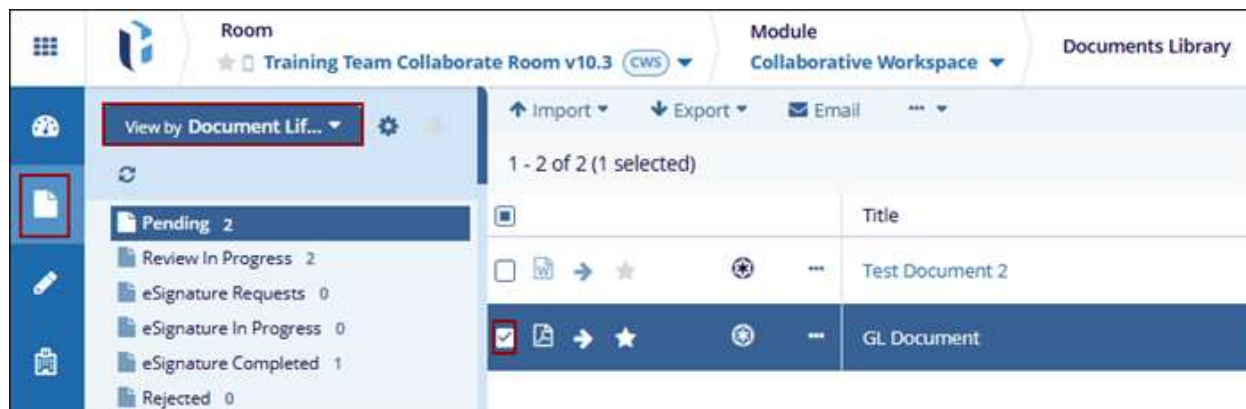 Room
Training Team Collaborate Room v10.3 CWS
Module
Collaborative Workspace
Documents Library
View by Document Lif...
Import
Export
Email
1 - 2 of 2 (1 selected)
Pending 2
Review In Progress 2
eSignature Requests 0
eSignature In Progress 0
eSignature Completed 1
Rejected 0
Title
Test Document 2
GL Document